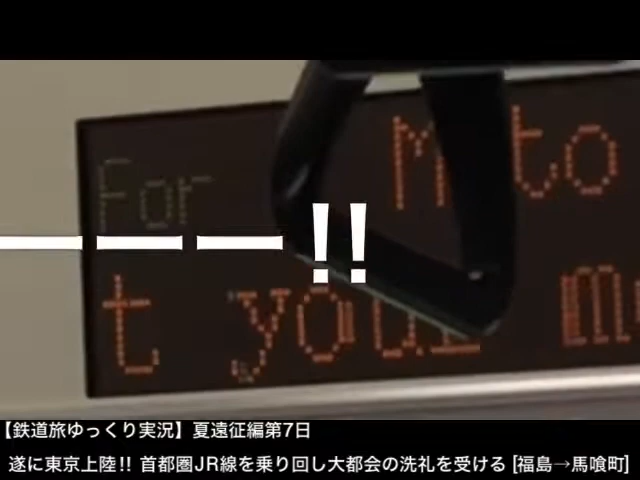 For M to
ーーー!!
t your m
【鉄道旅ゆっくり実況】夏遠征編第7日
遂に東京上陸!! 首都圏JR線を乗り回し大都会の洗礼を受ける [福島→馬喰町]